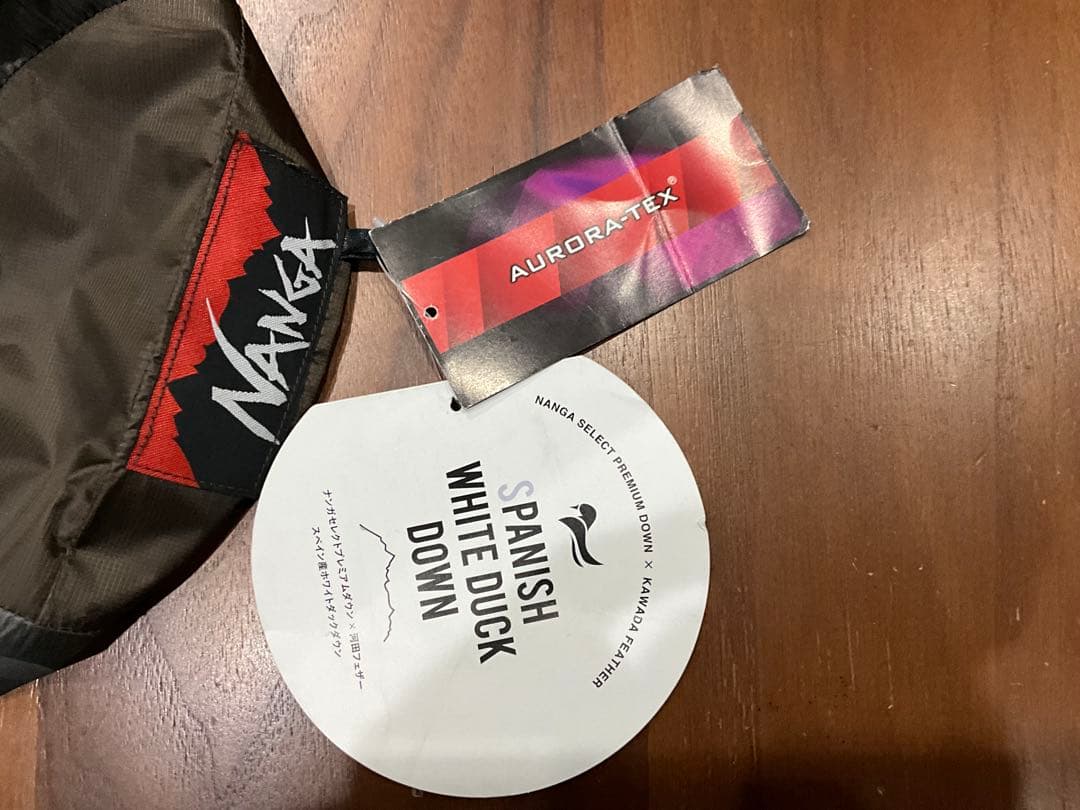 NANGA
AURORA-TEX®
NANGA SELECT PREMIUM DOWN × KAWADA FEATHER
SPANISH
WHITE DUCK
DOWN
ナンガセレクトプレミアムダウン × 河田フェザー
スペイン産ホワイトダックダウン